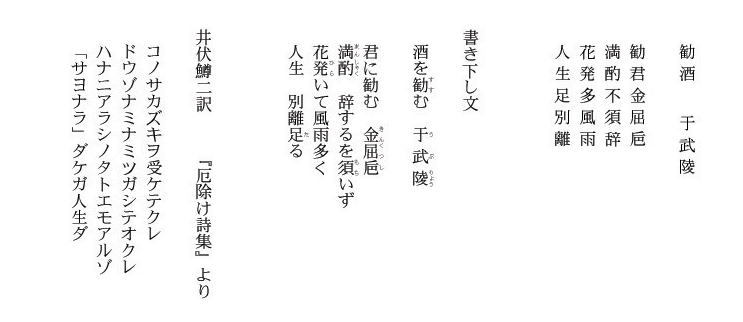 勧酒　于武陵
勧君金屈巵
満酌不須辞
花発多風雨
人生足別離
書き下し文
酒を勧む　于武陵
君に勧む　金屈巵
満酌　辞するを須いず
花発いて風雨多く
人生　別離足る
井伏鱒二訳　『厄除け詩集』より
コノサカズキヲ受ケテクレ
ドウゾナミナミツガシテオクレ
ハナニアラシノタトエモアルゾ
「サヨナラ」ダケガ人生ダ